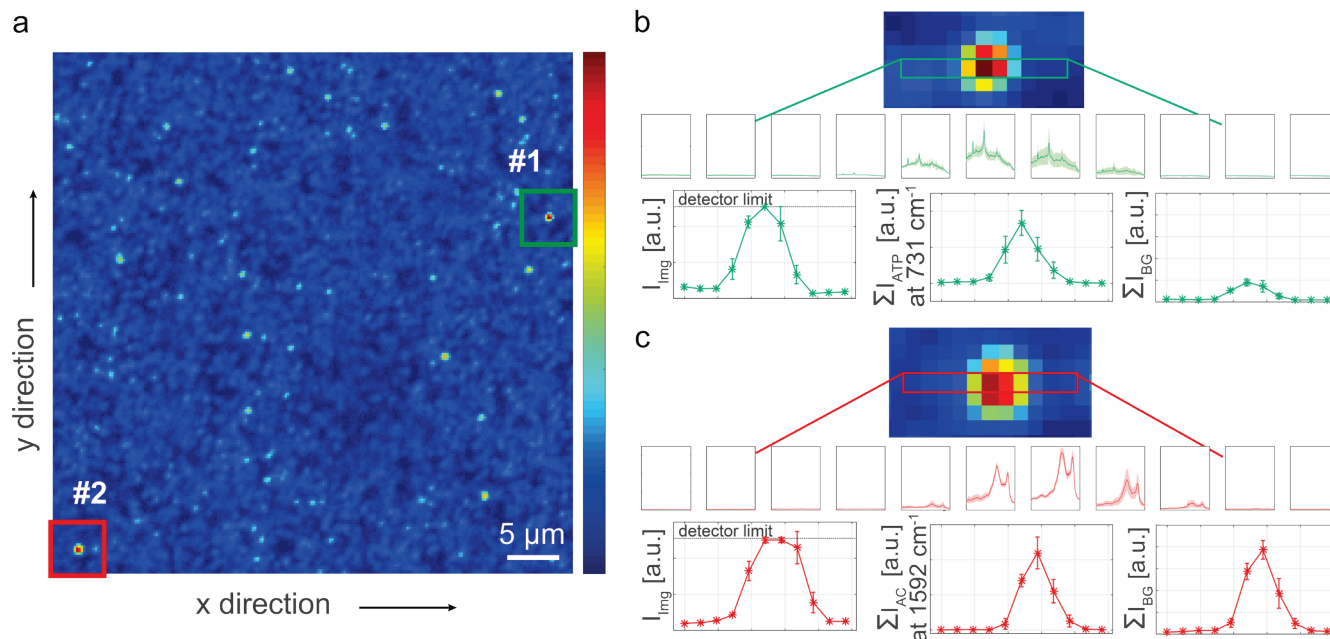 a
#1
#2
5 µm
y direction
x direction
b
detector limit
I_Img [a.u.]
ΣI_ATP [a.u.]
at 731 cm⁻¹
ΣI_BG [a.u.]
c
detector limit
I_Img [a.u.]
ΣI_AC [a.u.]
at 1592 cm⁻¹
ΣI_BG [a.u.]